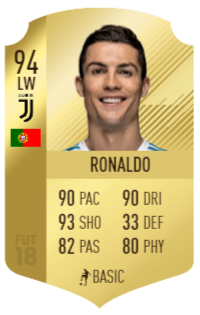 94
LW
RONALDO
90 PAC 90 DRI
93 SHO 33 DEF
82 PAS 80 PHY
FUT
18
BASIC